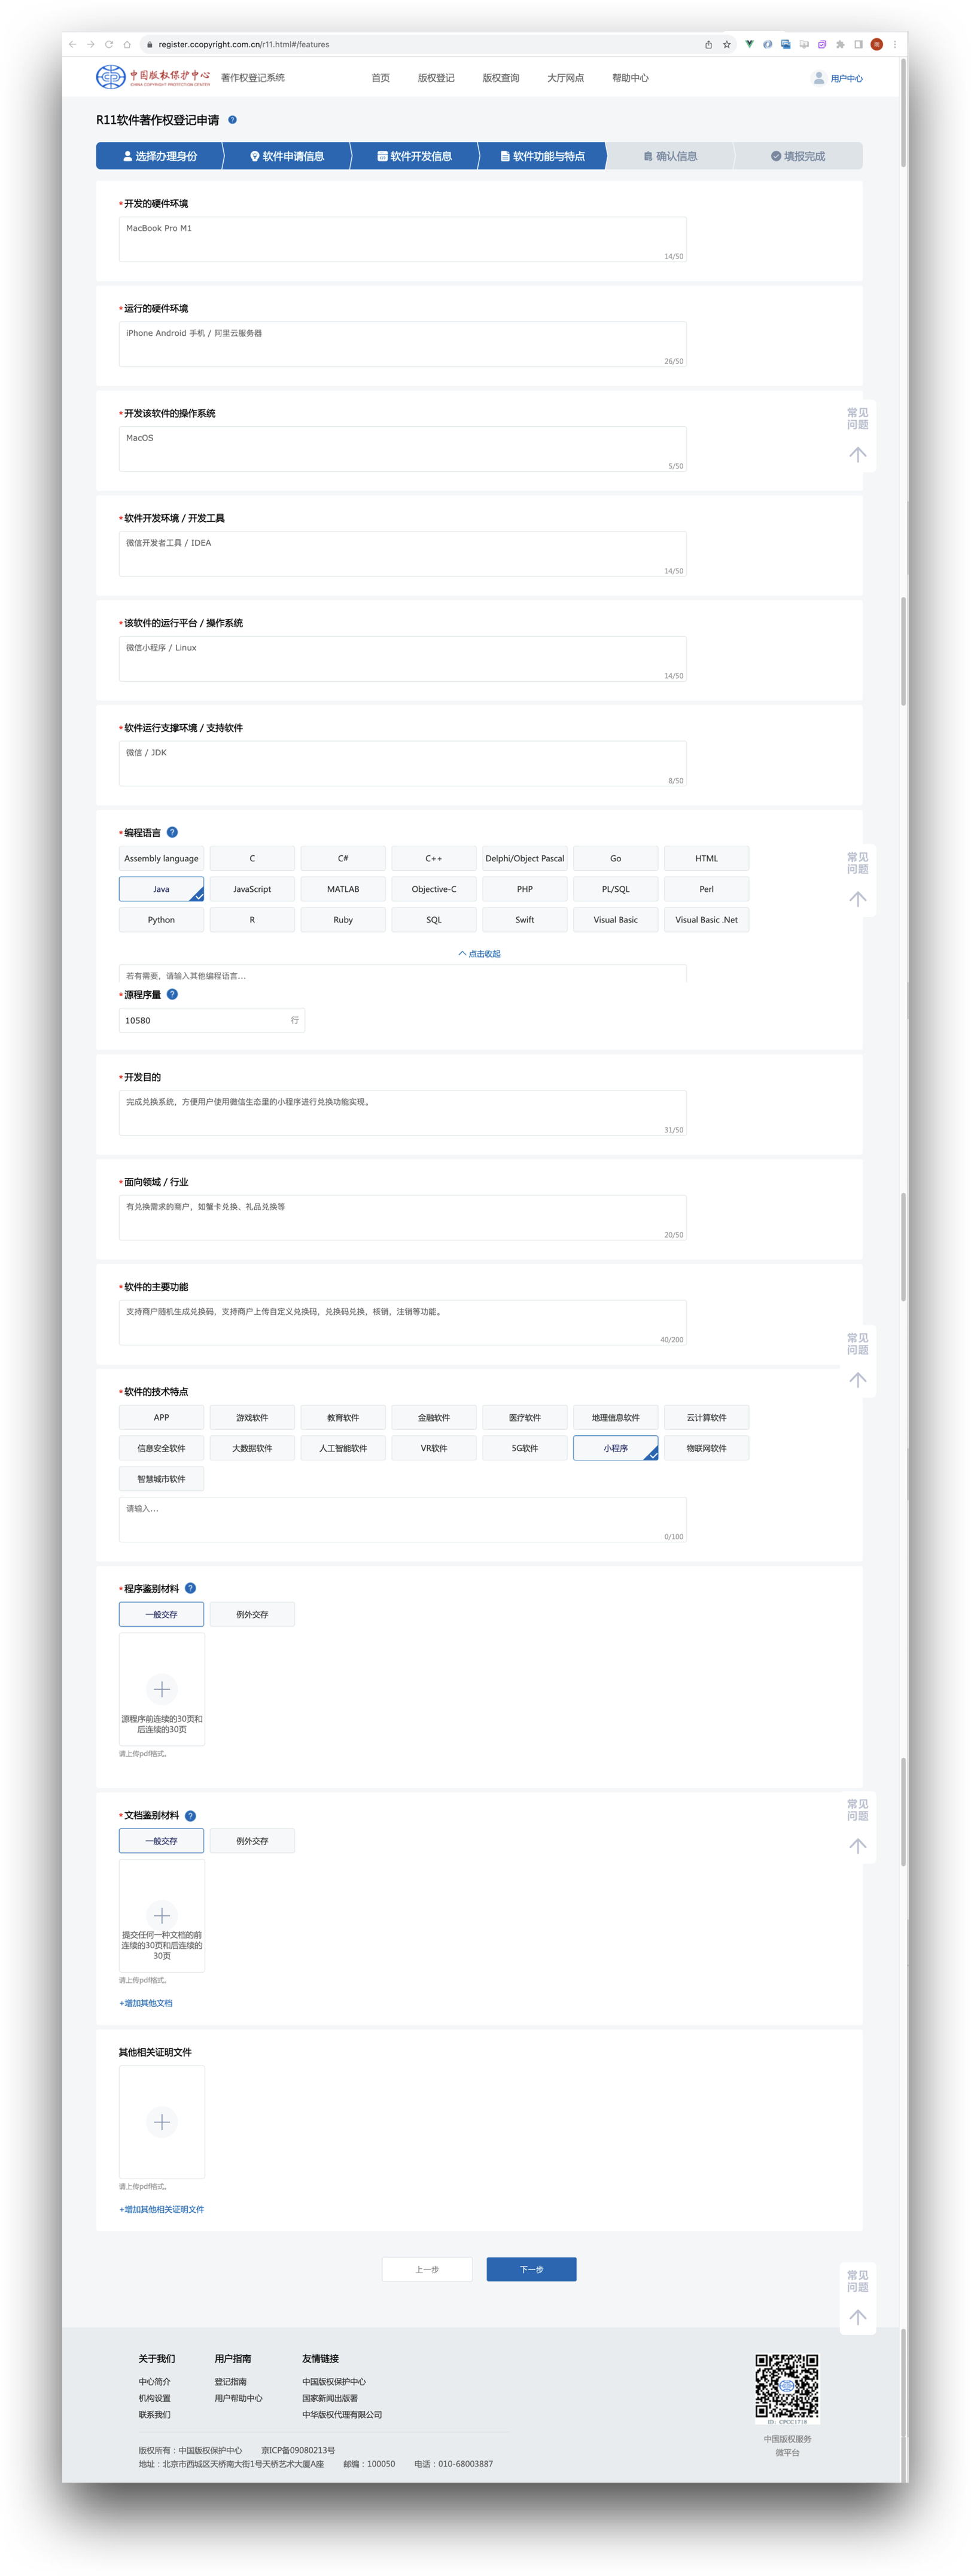 register.ccopyright.com.cn/r11.html#/features
中国版权保护中心
CHINA COPYRIGHT PROTECTION CENTER
著作权登记系统
首页
版权登记
版权查询
大厅网点
帮助中心
用户中心
R11软件著作权登记申请
选择办理身份
软件申请信息
软件开发信息
软件功能与特点
确认信息
填报完成
*开发的硬件环境
MacBook Pro M1
14/50
*运行的硬件环境
iPhone Android 手机 / 阿里云服务器
26/50
*开发该软件的操作系统
常见
问题
MacOS
5/50
*软件开发环境 / 开发工具
微信开发者工具 / IDEA
14/50
*该软件的运行平台 / 操作系统
微信小程序 / Linux
14/50
*软件运行支撑环境 / 支持软件
微信 / JDK
8/50
*编程语言
Assembly language
C
C#
C++
Delphi/Object Pascal
Go
HTML
常见
问题
Java
JavaScript
MATLAB
Objective-C
PHP
PL/SQL
Perl
Python
R
Ruby
SQL
Swift
Visual Basic
Visual Basic .Net
点击收起
若有需要，请输入其他编程语言...
*源程序量
10580
行
*开发目的
完成兑换系统，方便用户使用微信生态里的小程序进行兑换功能实现。
31/50
*面向领域 / 行业
有兑换需求的商户，如蟹卡兑换、礼品兑换等
20/50
*软件的主要功能
支持商户随机生成兑换码，支持商户上传自定义兑换码，兑换码兑换，核销，注销等功能。
40/200
常见
问题
*软件的技术特点
APP
游戏软件
教育软件
金融软件
医疗软件
地理信息软件
云计算软件
信息安全软件
大数据软件
人工智能软件
VR软件
5G软件
小程序
物联网软件
智慧城市软件
请输入...
0/100
*程序鉴别材料
一般交存
例外交存
源程序前连续的30页和
后连续的30页
请上传pdf格式。
*文档鉴别材料
常见
问题
一般交存
例外交存
提交任何一种文档的前
连续的30页和后连续的
30页
请上传pdf格式。
+增加其他文档
其他相关证明文件
请上传pdf格式。
+增加其他相关证明文件
上一步
下一步
常见
问题
关于我们
用户指南
友情链接
中心简介
登记指南
中国版权保护中心
机构设置
用户帮助中心
国家新闻出版署
联系我们
中华版权代理有限公司
ID: CPCC1718
中国版权服务
微平台
版权所有：中国版权保护中心
京ICP备09080213号
地址：北京市西城区天桥南大街1号天桥艺术大厦A座
邮编：100050
电话：010-68003887